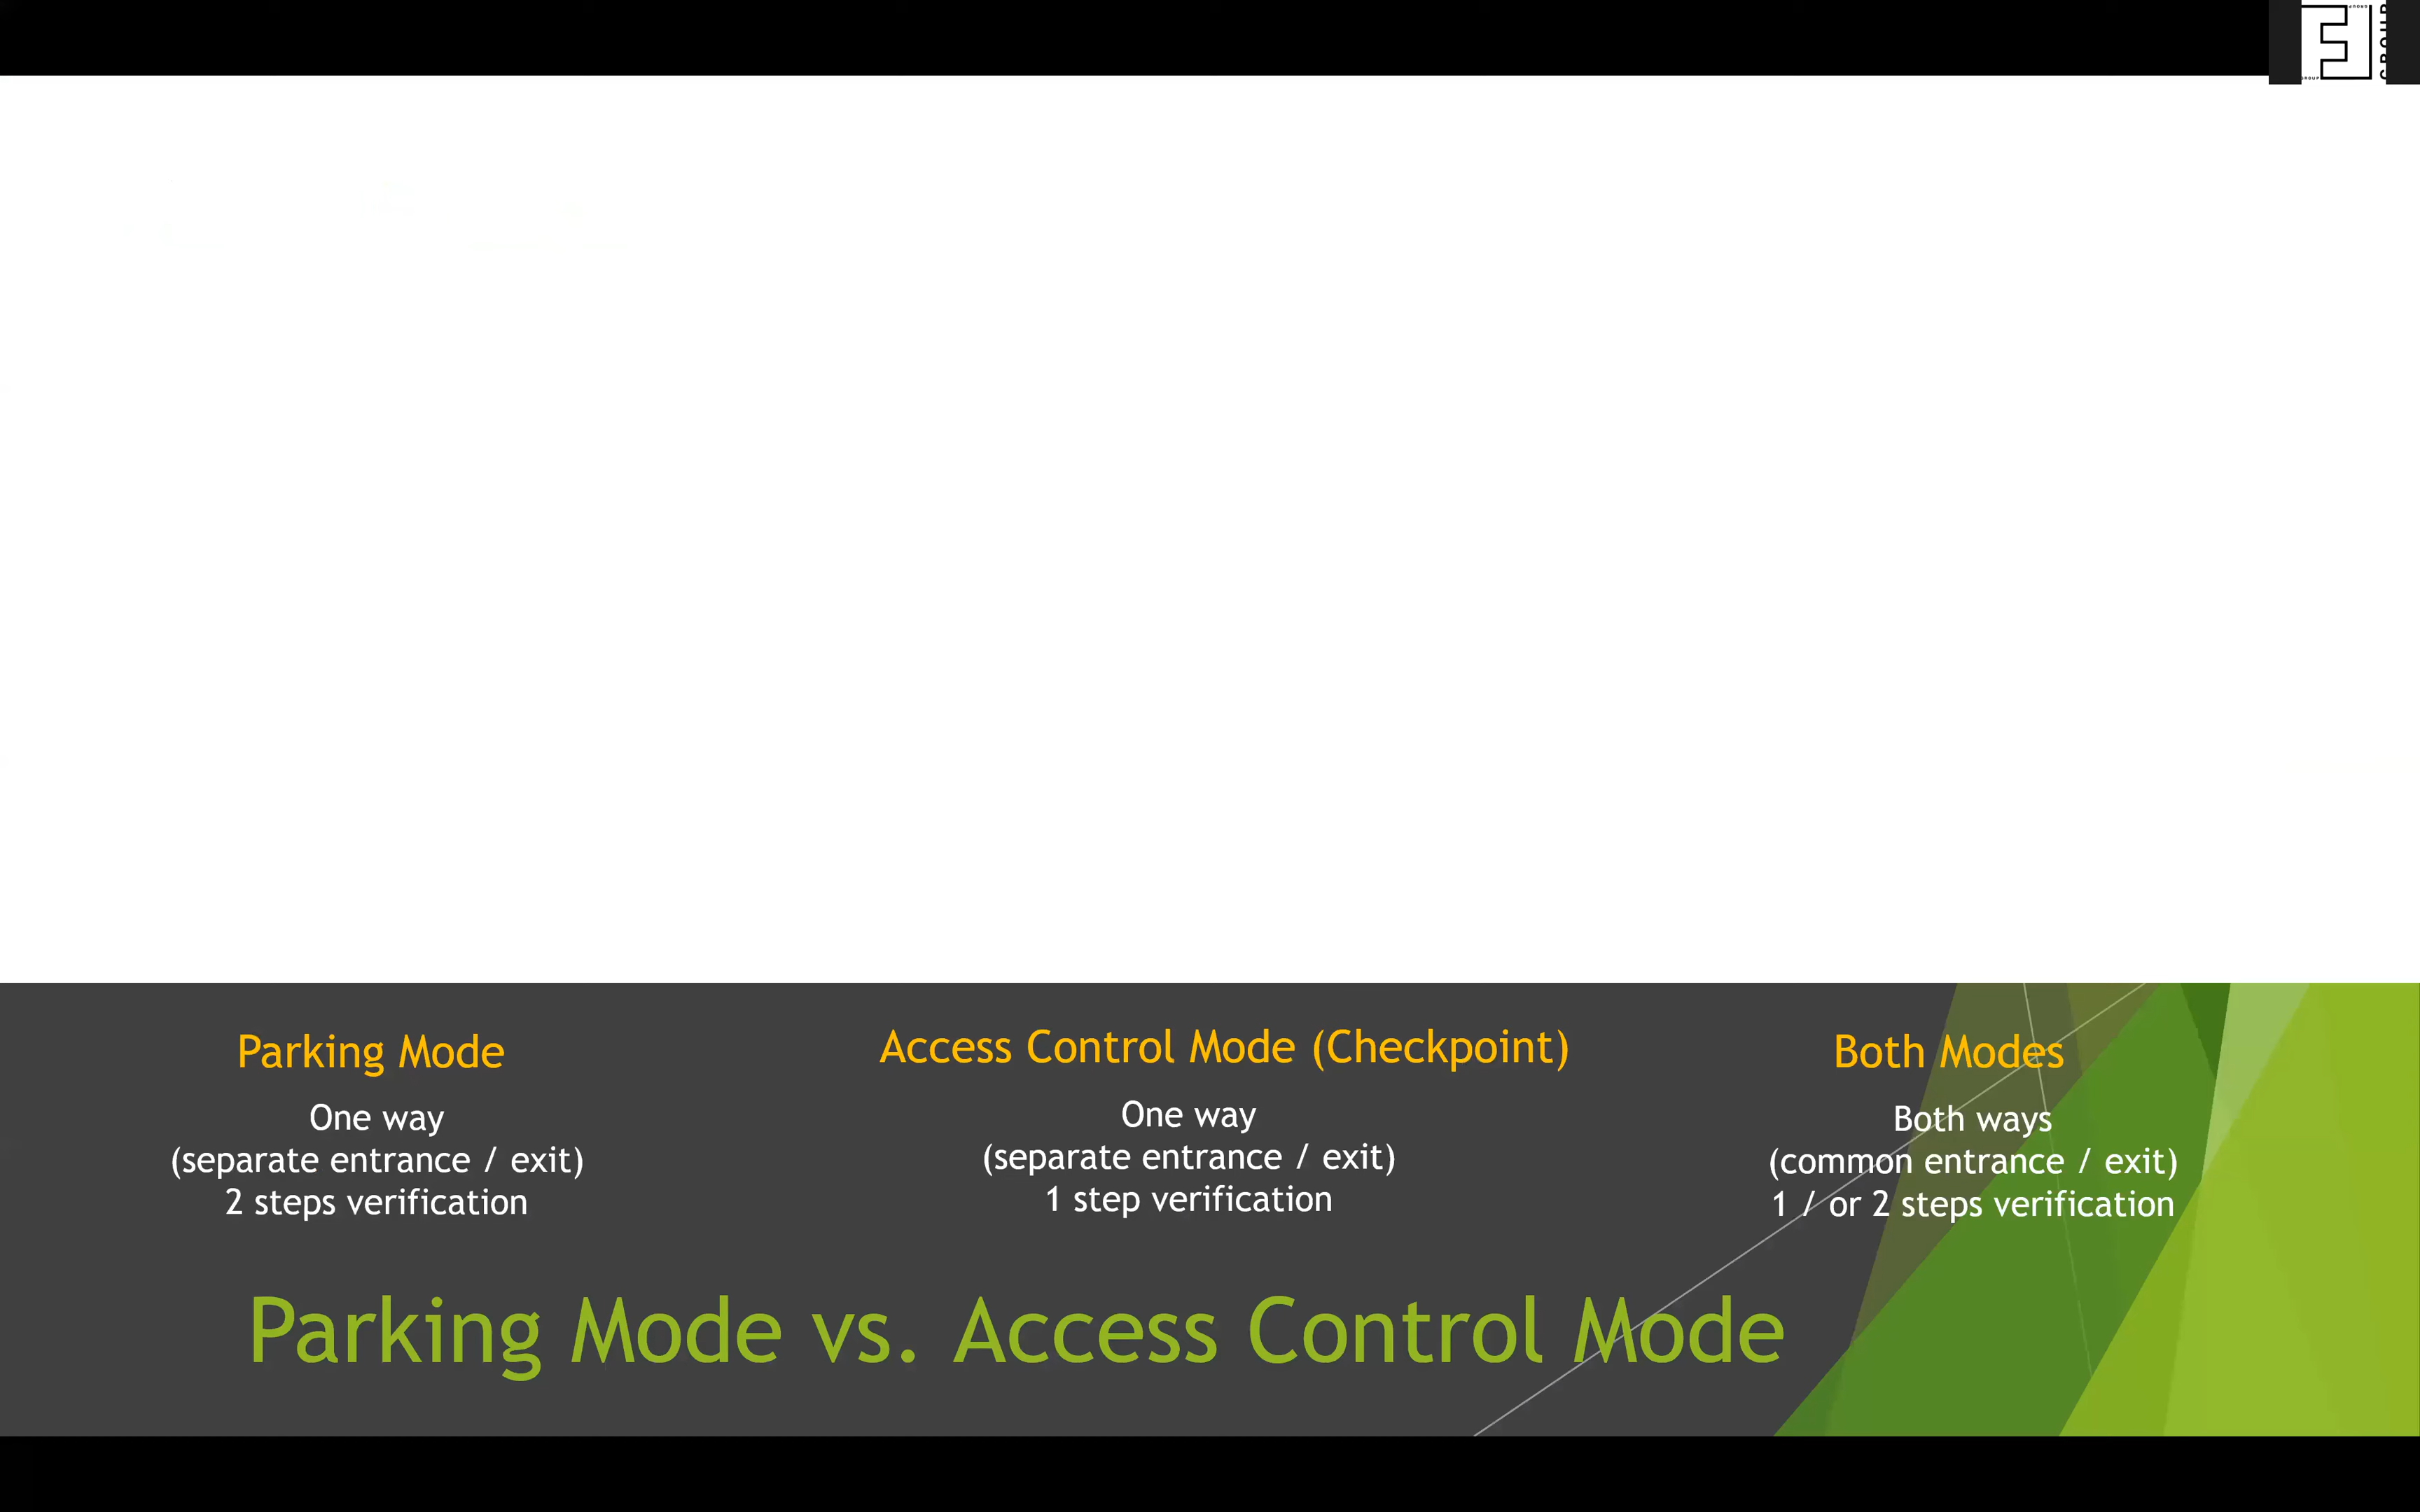 GROUP
Parking Mode
One way
(separate entrance / exit)
2 steps verification
Access Control Mode (Checkpoint)
One way
(separate entrance / exit)
1 step verification
Both Modes
Both ways
(common entrance / exit)
1 / or 2 steps verification
Parking Mode vs. Access Control Mode